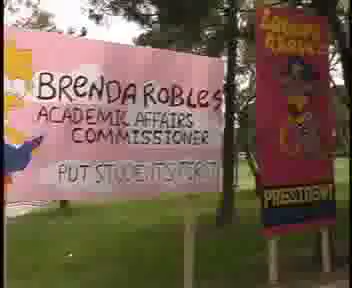 BRENDA ROBLES
ACADEMIC AFFAIRS
COMMISSIONER
PUT STUDENTS FIRST
PRESIDENT